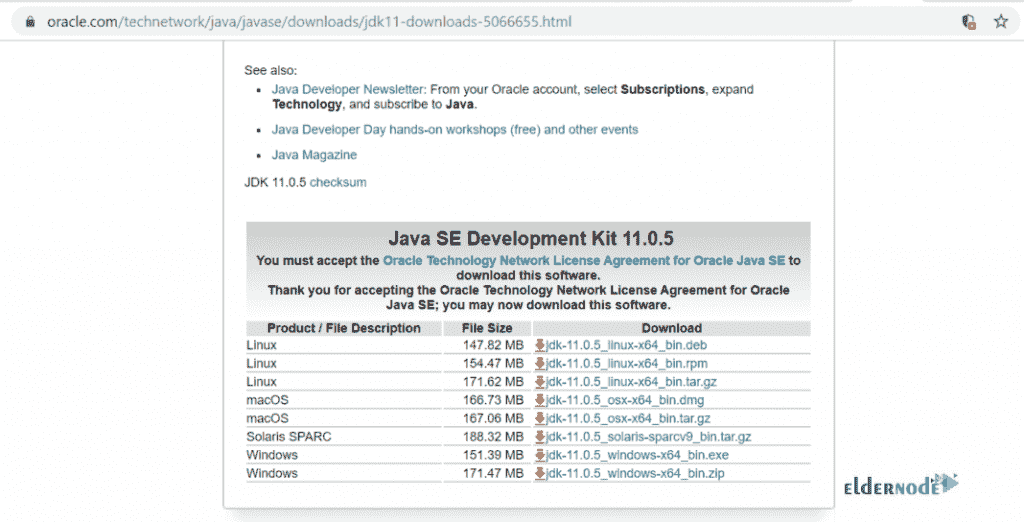 oracle.com/technetwork/java/javase/downloads/jdk11-downloads-5066655.html
See also:
• Java Developer Newsletter: From your Oracle account, select Subscriptions, expand
Technology, and subscribe to Java.
• Java Developer Day hands-on workshops (free) and other events
• Java Magazine
JDK 11.0.5 checksum
Java SE Development Kit 11.0.5
You must accept the Oracle Technology Network License Agreement for Oracle Java SE to
download this software.
Thank you for accepting the Oracle Technology Network License Agreement for Oracle
Java SE; you may now download this software.
Product / File Description File Size Download
Linux 147.82 MB jdk-11.0.5_linux-x64_bin.deb
Linux 154.47 MB jdk-11.0.5_linux-x64_bin.rpm
Linux 171.62 MB jdk-11.0.5_linux-x64_bin.tar.gz
macOS 166.73 MB jdk-11.0.5_osx-x64_bin.dmg
macOS 167.06 MB jdk-11.0.5_osx-x64_bin.tar.gz
Solaris SPARC 188.32 MB jdk-11.0.5_solaris-sparcv9_bin.tar.gz
Windows 151.39 MB jdk-11.0.5_windows-x64_bin.exe
Windows 171.47 MB jdk-11.0.5_windows-x64_bin.zip
eldernode